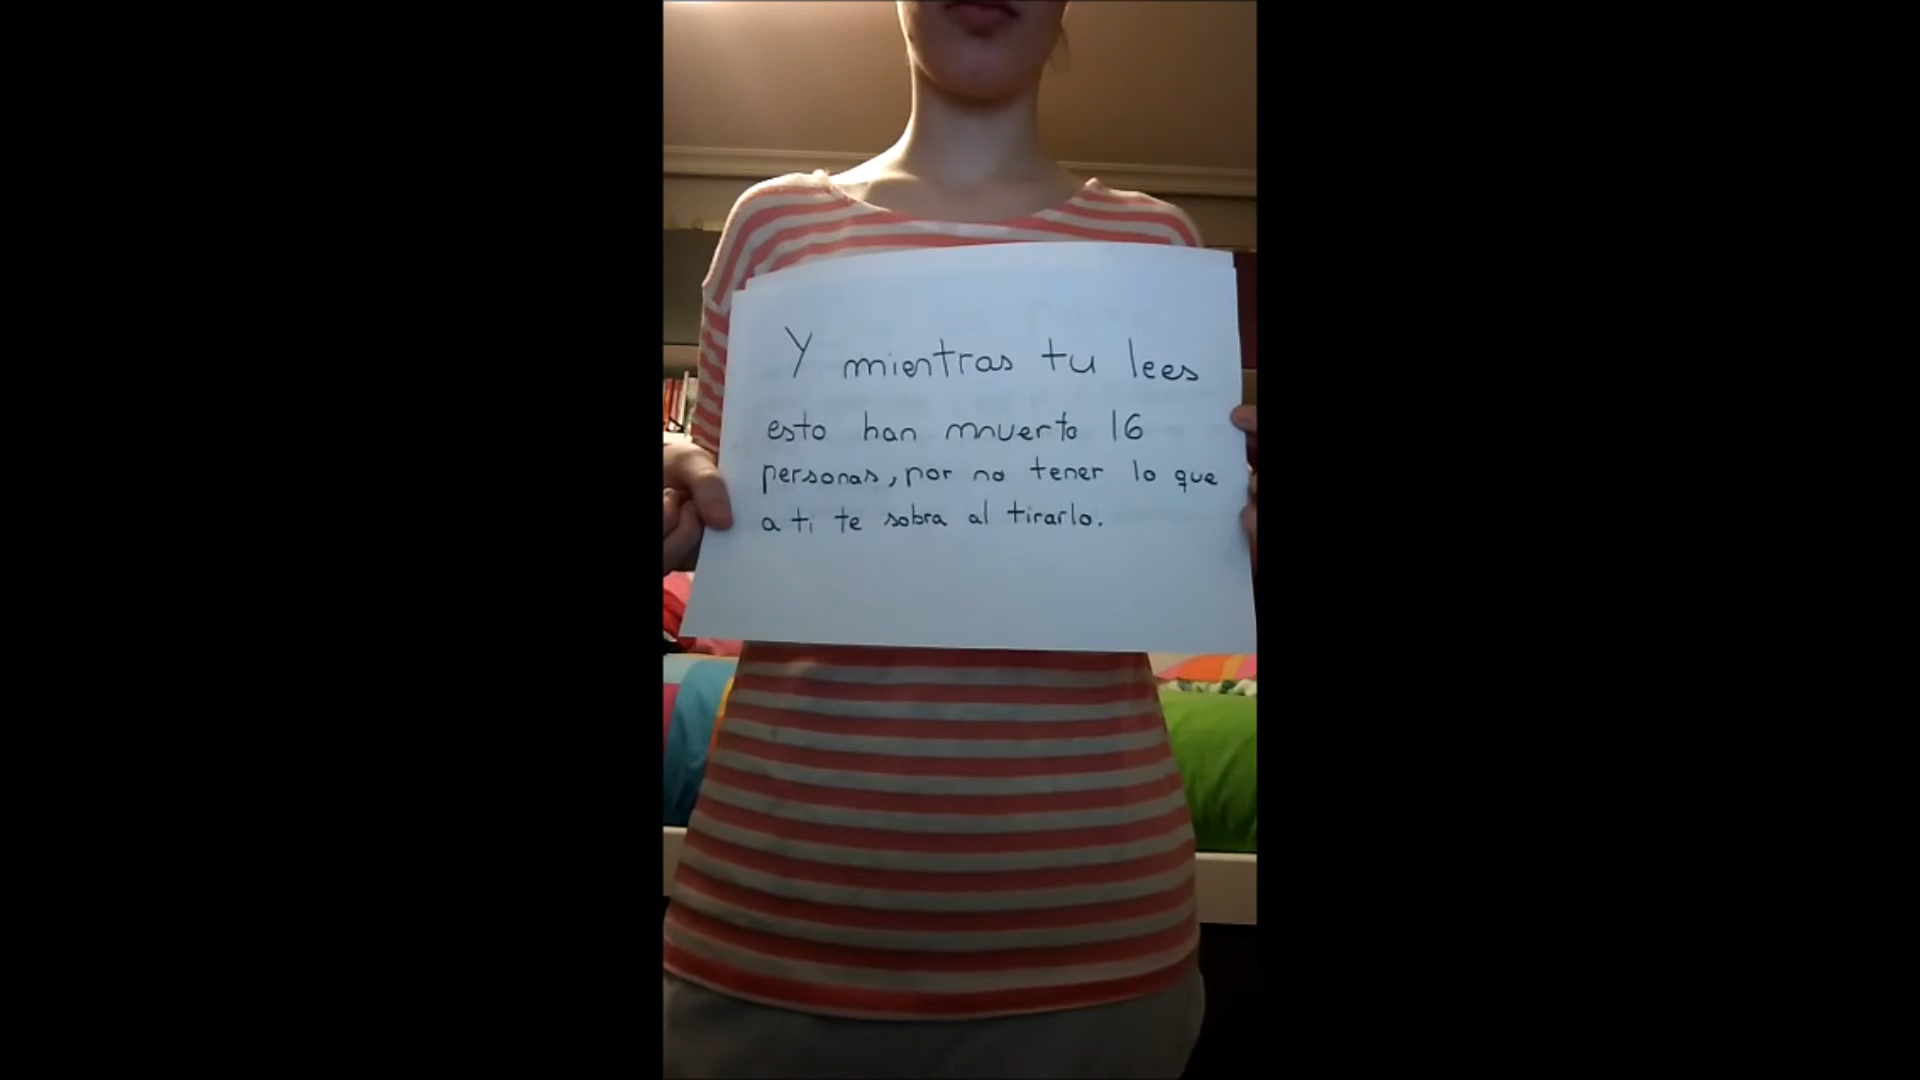 Y mientras tu lees
esto han muerto 16
personas, por no tener lo que
a ti te sobra al tirarlo.